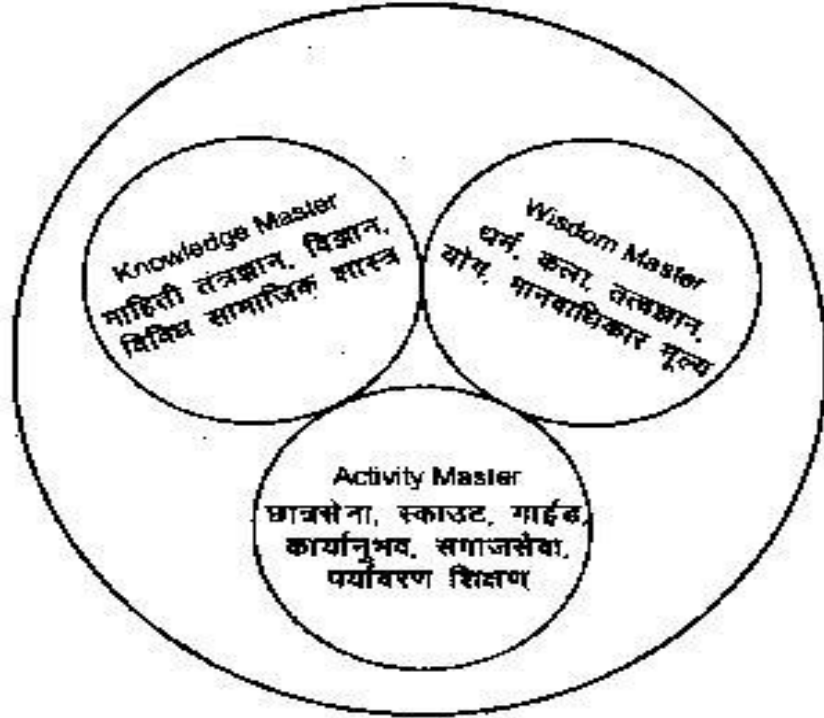 Knowledge Master
माहिती तंत्रज्ञान, विज्ञान,
विविध सामाजिक शास्त्र
Wisdom Master
धर्म, कला, तत्वज्ञान,
योग, मानवाधिकार मूल्य
Activity Master
छात्रसेना, स्काउट, गाईड,
कार्यानुभव, समाजसेवा,
पर्यावरण शिक्षण